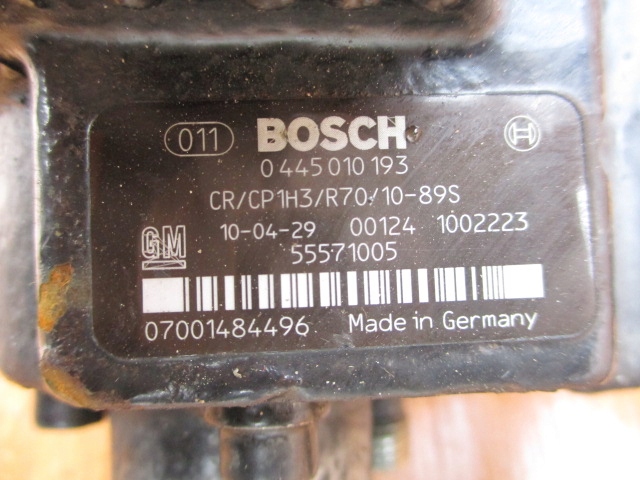 011 BOSCH
0 445 010 193
CR/CP1H3/R70/10-89S
GM 10-04-29 00124 1002223
55571005
07001484496 Made in Germany